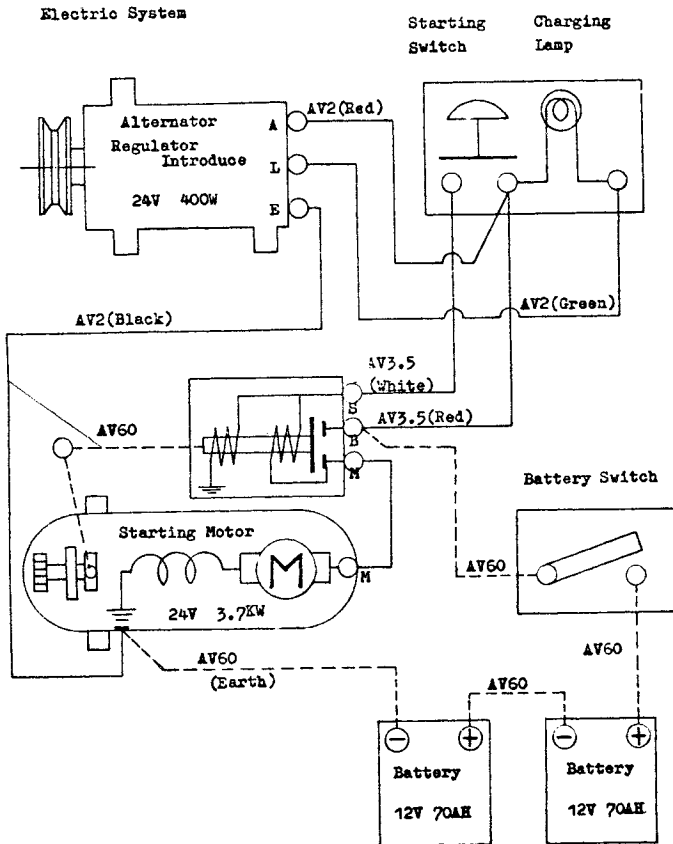 Electric System
Starting
Switch
Charging
Lamp
Alternator
Regulator
Introduce
24V 400W
A
L
E
AV2(Red)
AV2(Green)
AV2(Black)
AV3.5
(White)
S
AV3.5(Red)
B
M
AV60
Battery Switch
Starting Motor
M
M
24V 3.7KW
AV60
AV60
AV60
(Earth)
AV60
− +
Battery
12V 70AH
− +
Battery
12V 70AH